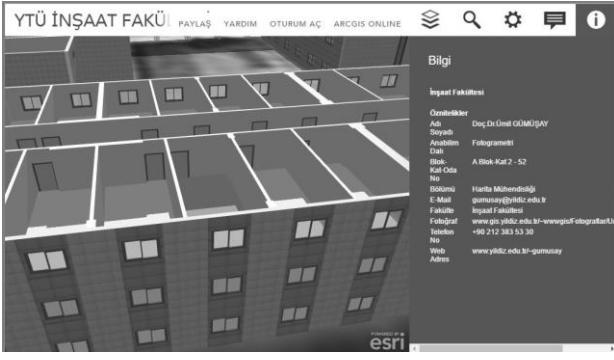 YTÜ İNŞAAT FAKÜ
PAYLAŞ YARDIM OTURUM AÇ ARCGIS ONLINE
Bilgi
İnşaat Fakültesi
Öznitelikler
Adı Soyadı Doç.Dr.Ümit GÜMÜŞAY
Anabilim Dalı Fotogrametri
Blok-Kat-Oda No A Blok-Kat 2 - 52
Bölümü Harita Mühendisliği
E-Mail gumusay@yildiz.edu.tr
Fakülte İnşaat Fakültesi
Fotoğraf www.gis.yildiz.edu.tr/~wwwgis/Fotograflar/Ü
Telefon No +90 212 383 53 30
Web Adres www.yildiz.edu.tr/~gumusay
POWERED BY
esri